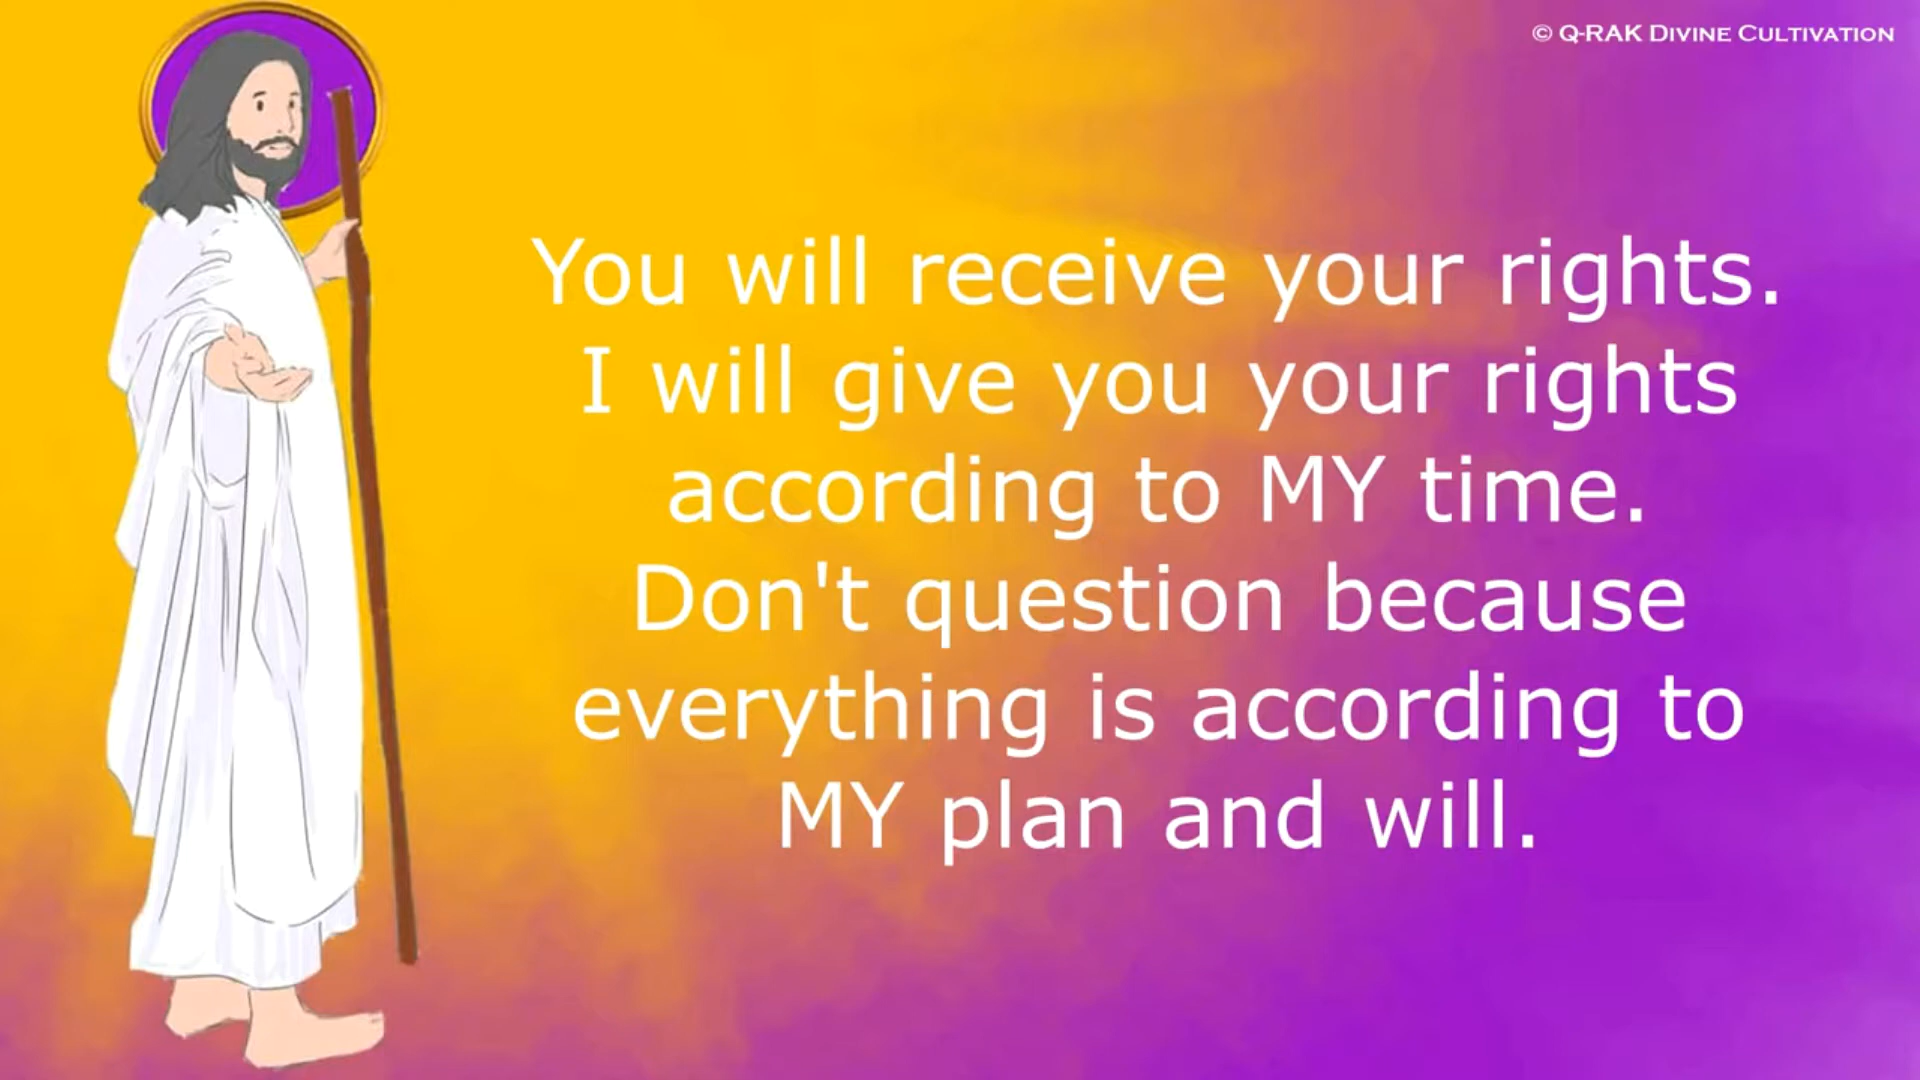 © Q-RAK Divine Cultivation
You will receive your rights.
I will give you your rights
according to MY time.
Don't question because
everything is according to
MY plan and will.